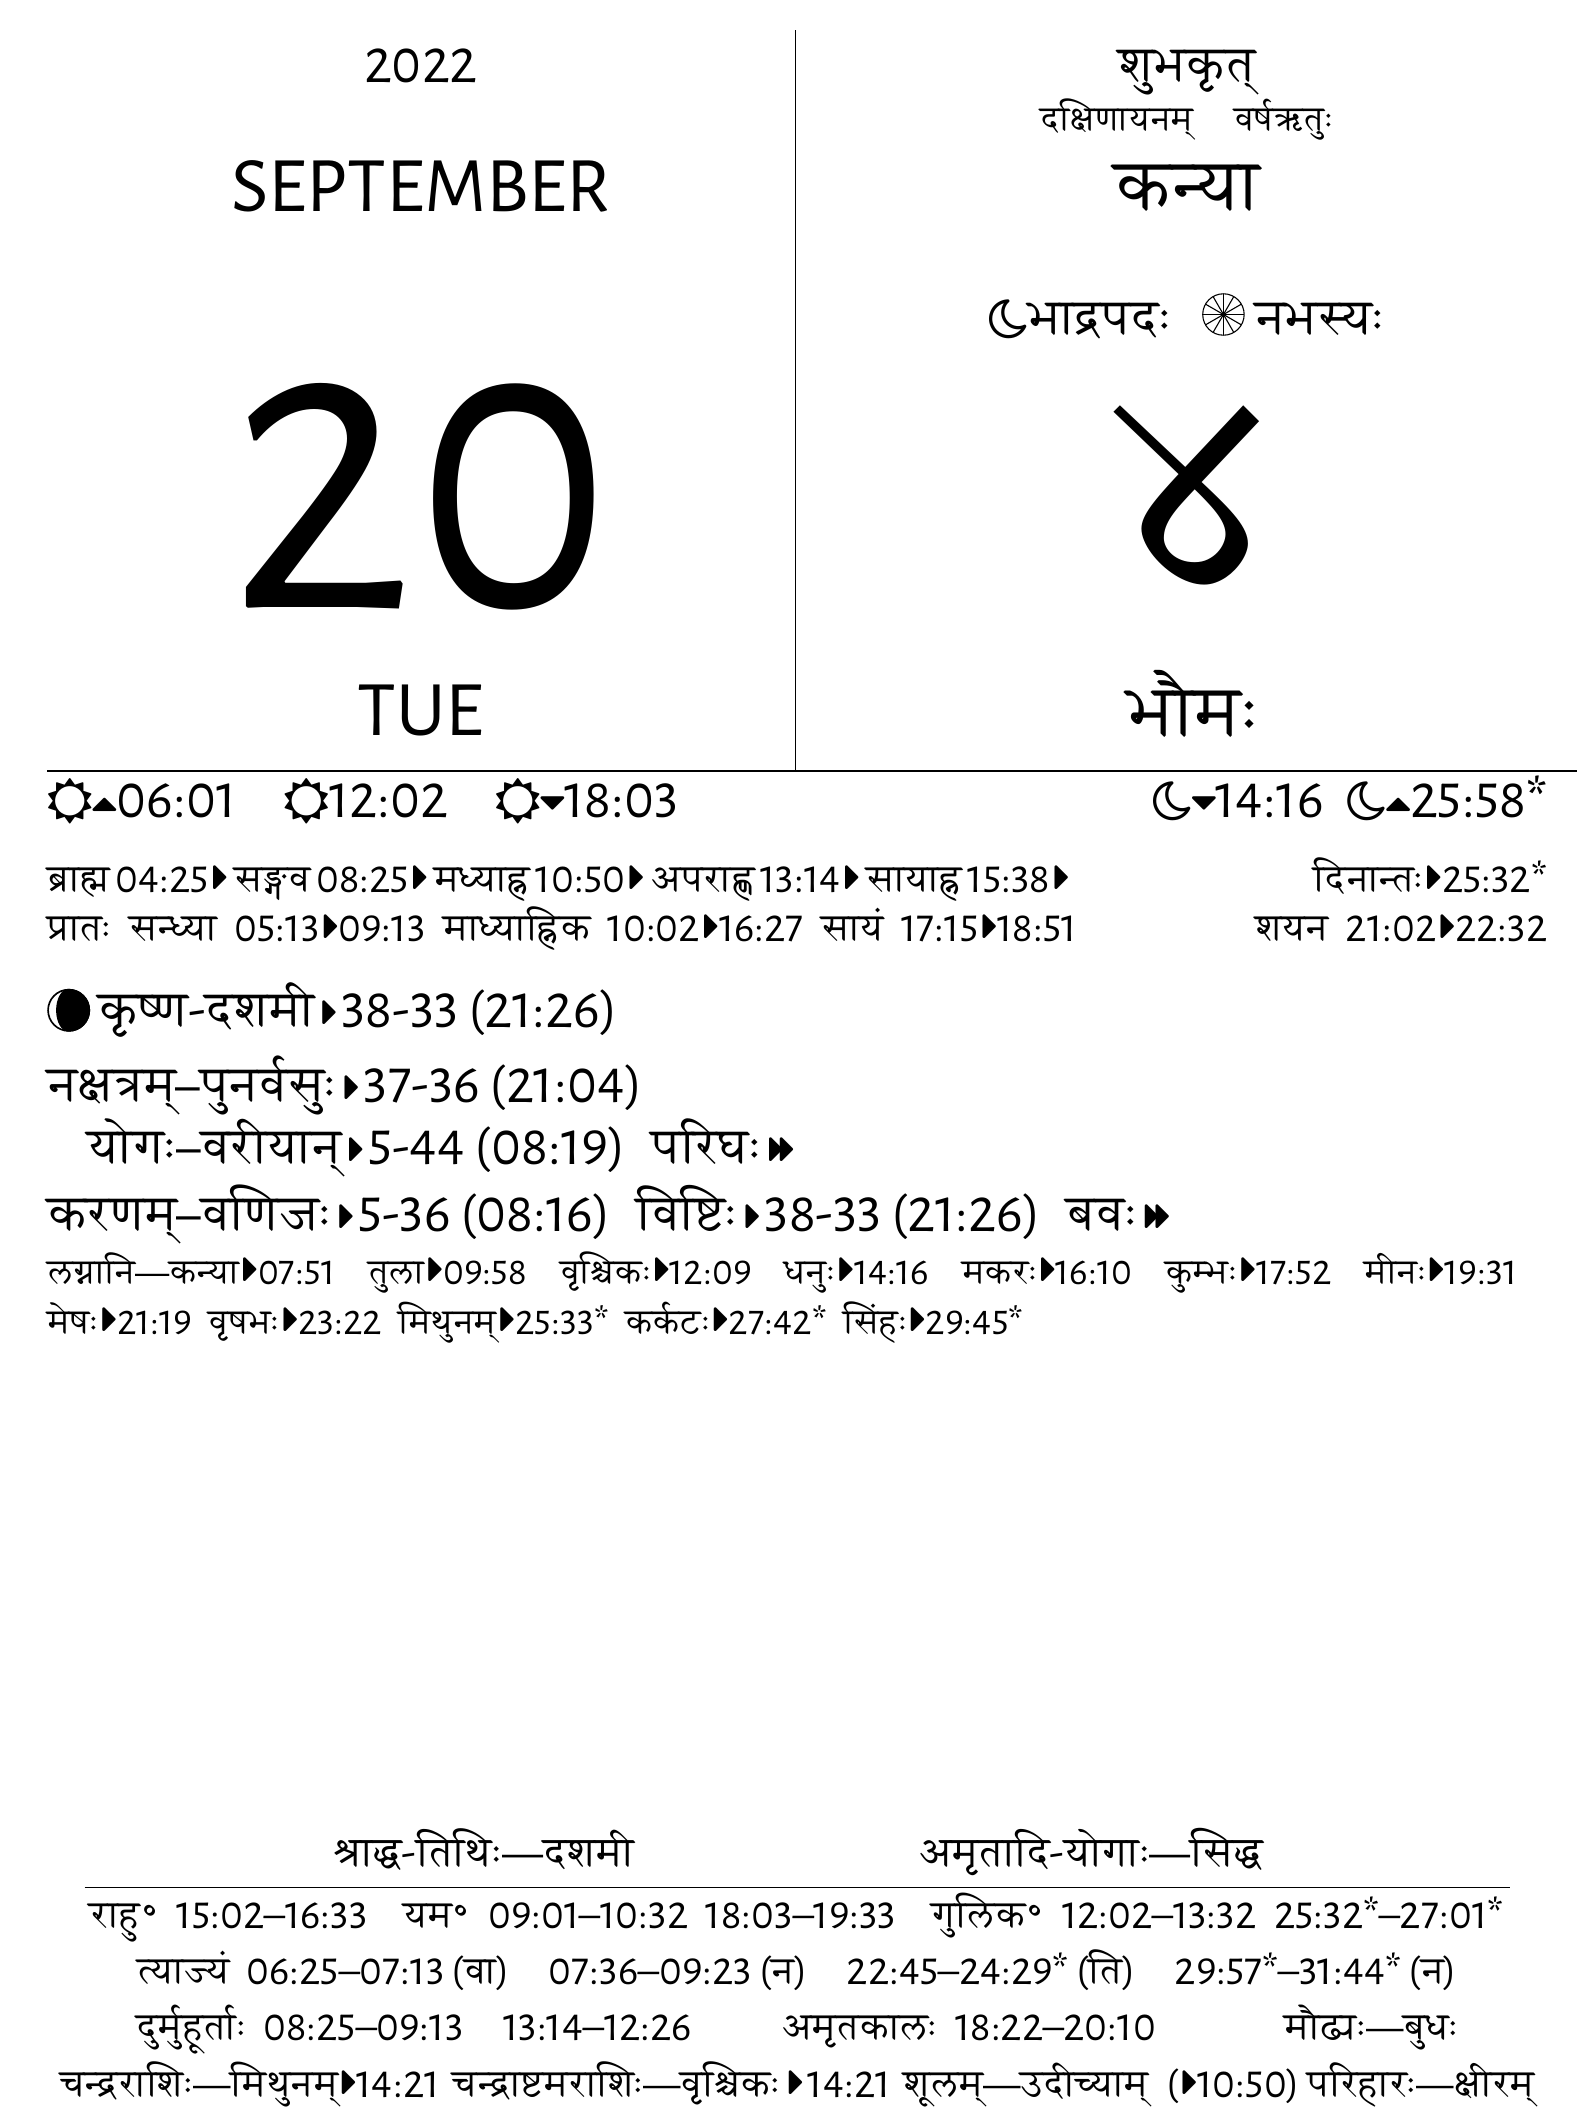 2022
SEPTEMBER
20
TUE
शुभकृत्
दक्षिणायनम् वर्षऋतुः
कन्या
भाद्रपदः नभस्यः
४
भौमः
06:01 12:02 18:03 14:16 25:58*
ब्राह्म 04:25 सङ्गव 08:25 मध्याह्न 10:50 अपराह्ण 13:14 सायाह्न 15:38 दिनान्तः 25:32*
प्रातः सन्ध्या 05:13 09:13 माध्याह्निक 10:02 16:27 सायं 17:15 18:51 शयन 21:02 22:32
कृष्ण-दशमी 38-33 (21:26)
नक्षत्रम्–पुनर्वसुः 37-36 (21:04)
योगः–वरीयान् 5-44 (08:19) परिघः
करणम्–वणिजः 5-36 (08:16) विष्टिः 38-33 (21:26) बवः
लग्नानि—कन्या 07:51 तुला 09:58 वृश्चिकः 12:09 धनुः 14:16 मकरः 16:10 कुम्भः 17:52 मीनः 19:31
मेषः 21:19 वृषभः 23:22 मिथुनम् 25:33* कर्कटः 27:42* सिंहः 29:45*
श्राद्ध-तिथिः—दशमी अमृतादि-योगाः—सिद्ध
राहु॰ 15:02–16:33 यम॰ 09:01–10:32 18:03–19:33 गुलिक॰ 12:02–13:32 25:32*–27:01*
त्याज्यं 06:25–07:13 (वा) 07:36–09:23 (न) 22:45–24:29* (ति) 29:57*–31:44* (न)
दुर्मुहूर्ताः 08:25–09:13 13:14–12:26 अमृतकालः 18:22–20:10 मौढ्यः—बुधः
चन्द्रराशिः—मिथुनम् 14:21 चन्द्राष्टमराशिः—वृश्चिकः 14:21 शूलम्—उदीच्याम् (10:50) परिहारः—क्षीरम्